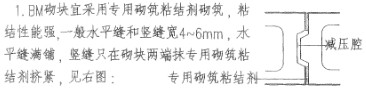 1.BM砌块宜采用专用砌筑粘结剂砌筑，粘
结性能强,一般水平缝和竖缝宽4~6mm，水
平缝满铺，竖缝只在砌块两端抹专用砌筑粘
结剂挤紧，见右图：
专用砌筑粘结剂
减压腔